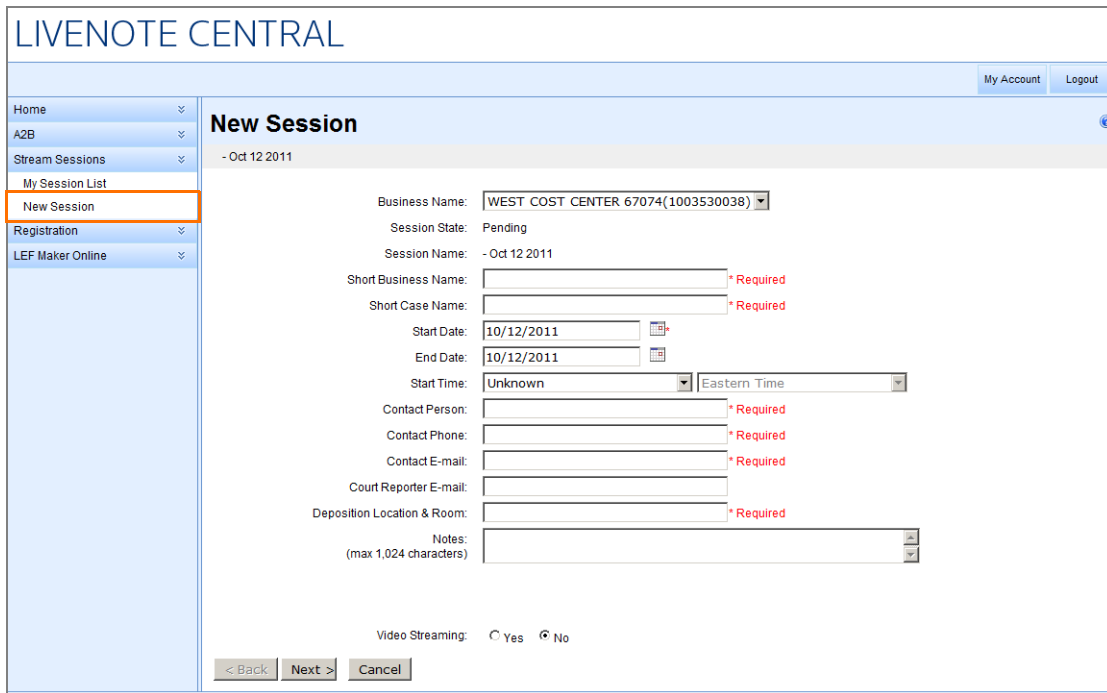 LIVENOTE CENTRAL
My Account Logout
Home
A2B
Stream Sessions
My Session List
New Session
Registration
LEF Maker Online
New Session
- Oct 12 2011
Business Name: WEST COST CENTER 67074(1003530038)
Session State: Pending
Session Name: - Oct 12 2011
Short Business Name: * Required
Short Case Name: * Required
Start Date: 10/12/2011 *
End Date: 10/12/2011
Start Time: Unknown Eastern Time
Contact Person: * Required
Contact Phone: * Required
Contact E-mail: * Required
Court Reporter E-mail:
Deposition Location & Room: * Required
Notes:
(max 1,024 characters)
Video Streaming: Yes No
< Back Next > Cancel